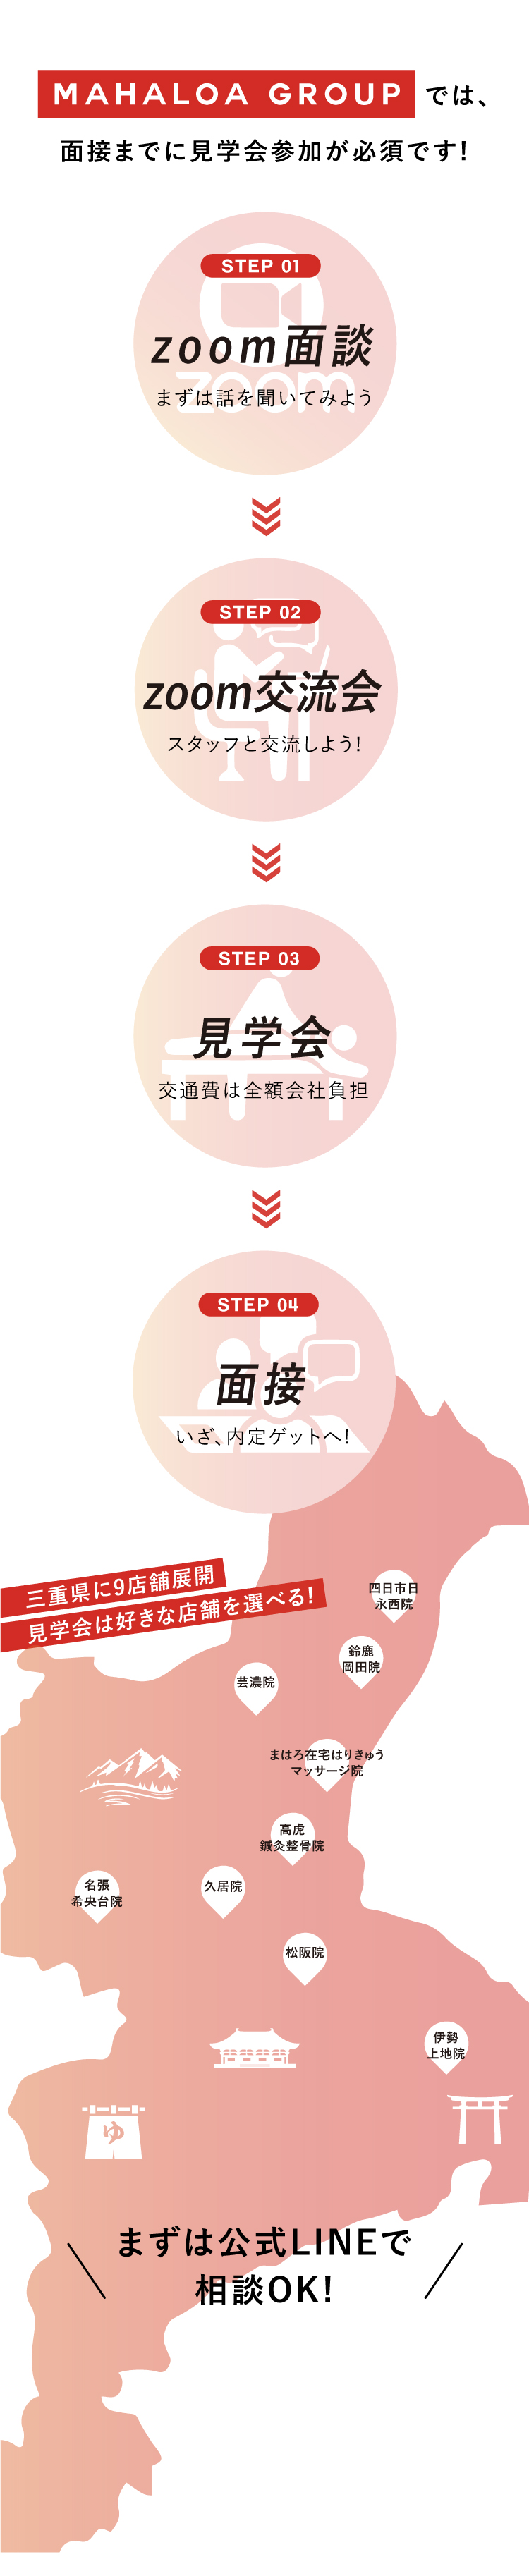 MAHALOA GROUP では、
面接までに見学会参加が必須です!
STEP 01
zoom面談
zoom
まずは話を聞いてみよう
STEP 02
zoom交流会
スタッフと交流しよう!
STEP 03
見学会
交通費は全額会社負担
STEP 04
面接
いざ、内定ゲットへ!
三重県に9店舗展開
見学会は好きな店舗を選べる!
四日市日
永西院
鈴鹿
岡田院
芸濃院
まはろ在宅はりきゅう
マッサージ院
高虎
鍼灸整骨院
名張
希央台院
久居院
松阪院
伊勢
上地院
ゆ
まずは公式LINEで
相談OK!